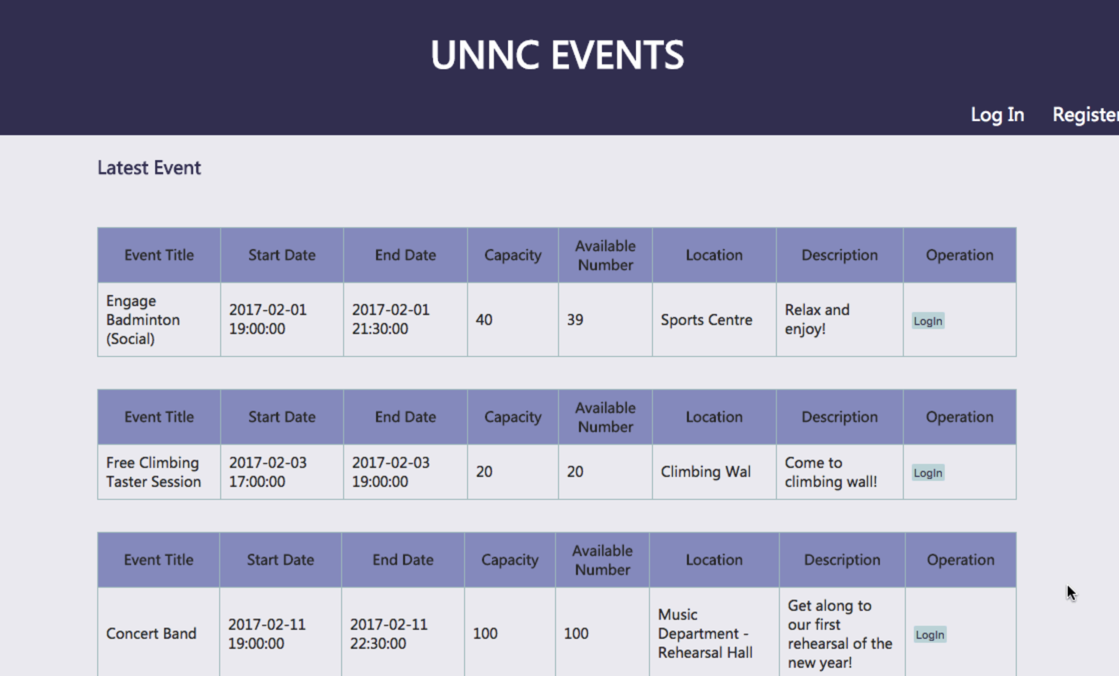 UNNC EVENTS
Log In Register
Latest Event
Event Title Start Date End Date Capacity Available Number Location Description Operation
Engage Badminton (Social) 2017-02-01 19:00:00 2017-02-01 21:30:00 40 39 Sports Centre Relax and enjoy! LogIn
Event Title Start Date End Date Capacity Available Number Location Description Operation
Free Climbing Taster Session 2017-02-03 17:00:00 2017-02-03 19:00:00 20 20 Climbing Wal Come to climbing wall! LogIn
Event Title Start Date End Date Capacity Available Number Location Description Operation
Concert Band 2017-02-11 19:00:00 2017-02-11 22:30:00 100 100 Music Department - Rehearsal Hall Get along to our first rehearsal of the new year! LogIn